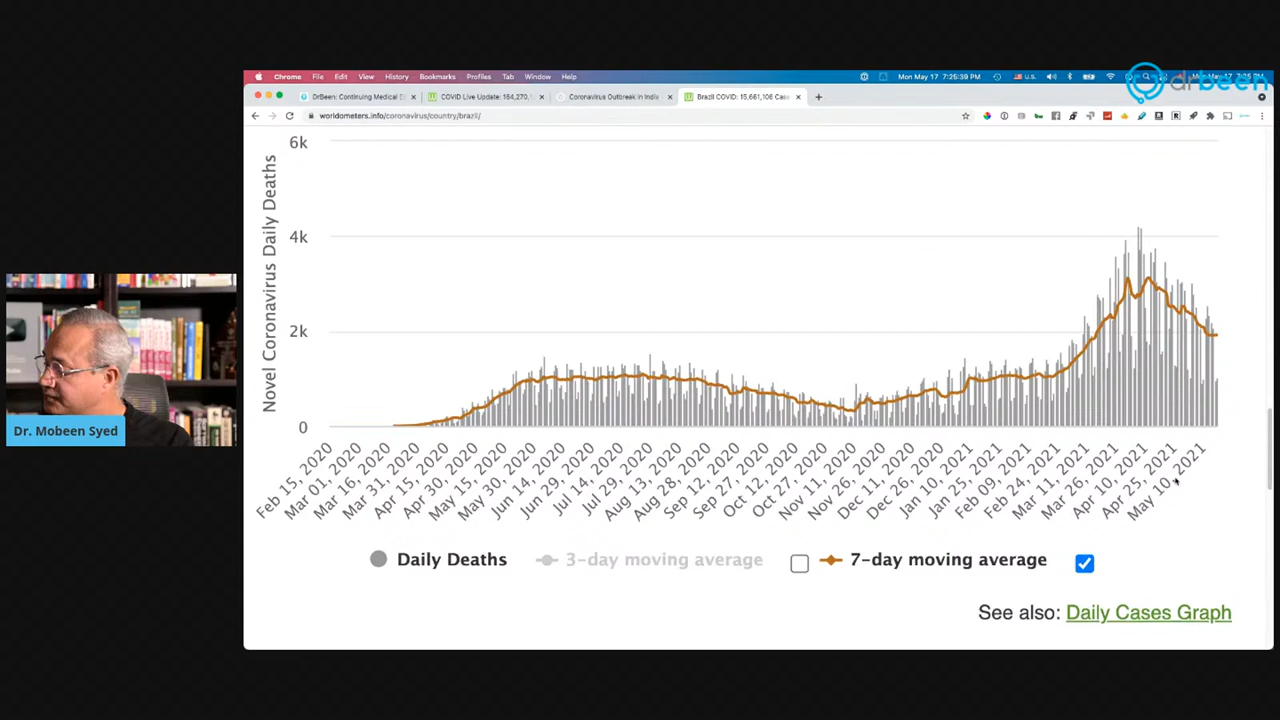 Chrome File Edit View History Bookmarks Profiles Tab Window Help
U.S.
Mon May 17 7:25:39 PM
drbeen
DrBeen: Continuing Medical E
COVID Live Update: 164,270,1
Coronavirus Outbreak in India
Brazil COVID: 15,661,106 Case
worldometers.info/coronavirus/country/brazil/
Novel Coronavirus Daily Deaths
6k
4k
2k
0
Feb 15, 2020
Mar 01, 2020
Mar 16, 2020
Mar 31, 2020
Apr 15, 2020
Apr 30, 2020
May 15, 2020
May 30, 2020
Jun 14, 2020
Jun 29, 2020
Jul 14, 2020
Jul 29, 2020
Aug 13, 2020
Aug 28, 2020
Sep 12, 2020
Sep 27, 2020
Oct 12, 2020
Oct 27, 2020
Nov 11, 2020
Nov 26, 2020
Dec 11, 2020
Dec 26, 2020
Jan 10, 2021
Jan 25, 2021
Feb 09, 2021
Feb 24, 2021
Mar 11, 2021
Mar 26, 2021
Apr 10, 2021
Apr 25, 2021
May 10, 2021
Dr. Mobeen Syed
Daily Deaths
3-day moving average
7-day moving average
See also: Daily Cases Graph